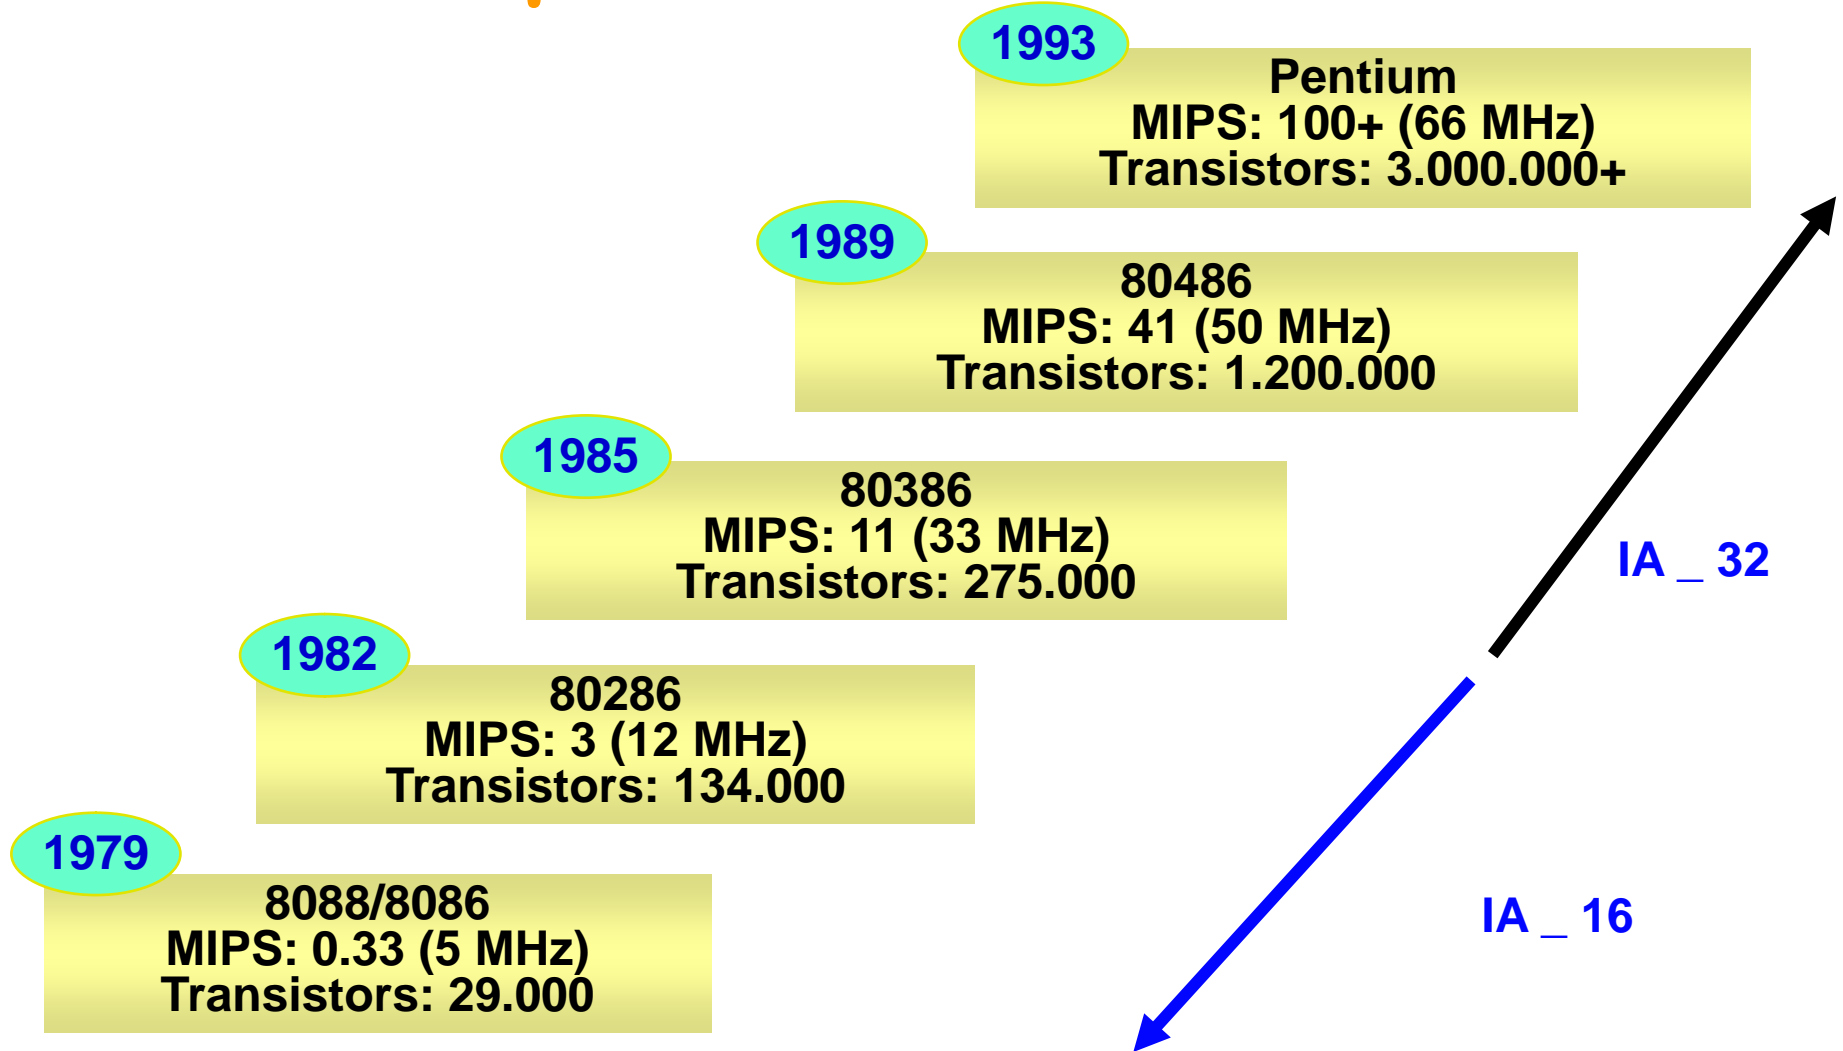 1993
Pentium
MIPS: 100+ (66 MHz)
Transistors: 3.000.000+
1989
80486
MIPS: 41 (50 MHz)
Transistors: 1.200.000
1985
80386
MIPS: 11 (33 MHz)
Transistors: 275.000
IA _ 32
1982
80286
MIPS: 3 (12 MHz)
Transistors: 134.000
1979
8088/8086
MIPS: 0.33 (5 MHz)
Transistors: 29.000
IA _ 16